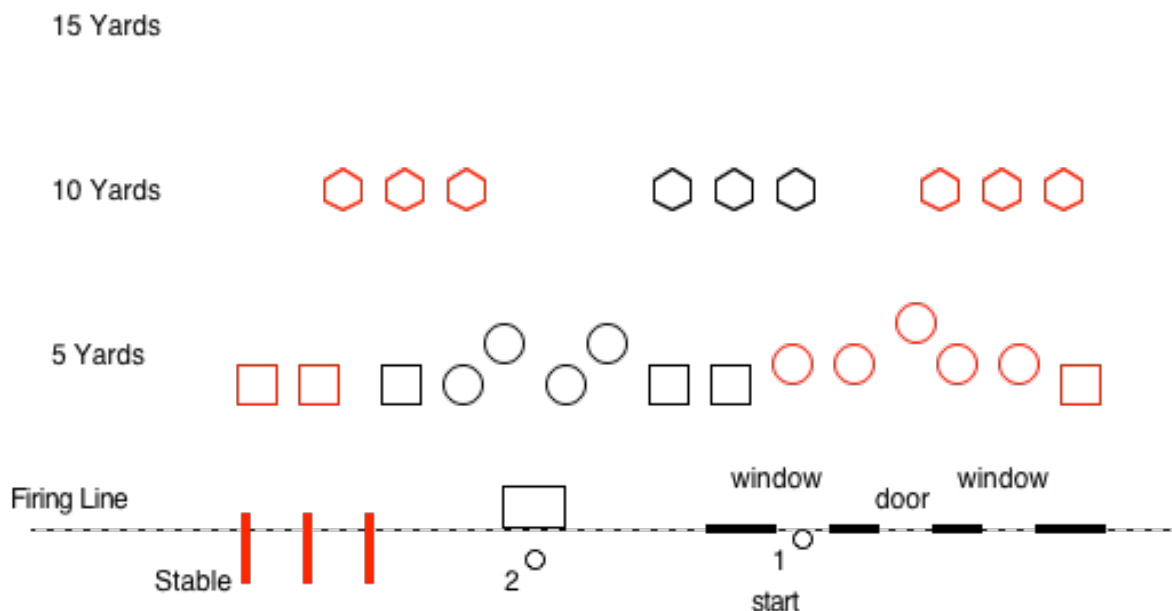 15 Yards
10 Yards
5 Yards
window
window
Firing Line
door
1
Stable
2
start